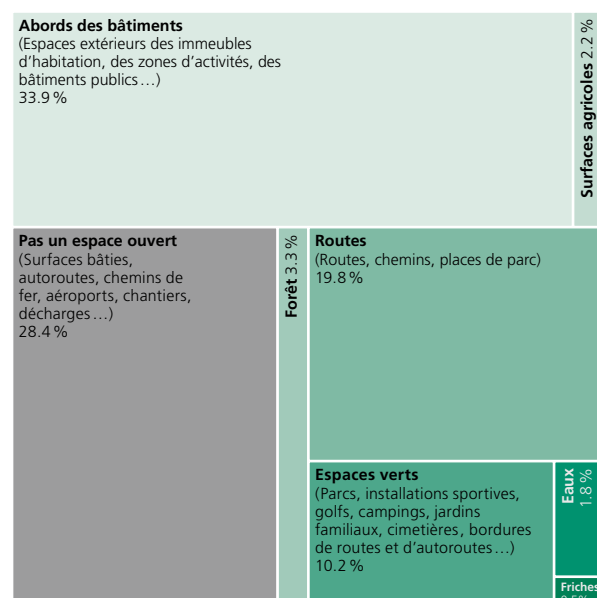 Abords des bâtiments
(Espaces extérieurs des immeubles
d'habitation, des zones d'activités, des
bâtiments publics…)
33.9 %
Surfaces agricoles 2.2 %
Pas un espace ouvert
(Surfaces bâties,
autoroutes, chemins de
fer, aéroports, chantiers,
décharges…)
28.4 %
Forêt 3.3 %
Routes
(Routes, chemins, places de parc)
19.8 %
Espaces verts
(Parcs, installations sportives,
golfs, campings, jardins
familiaux, cimetières, bordures
de routes et d'autoroutes…)
10.2 %
Eaux
1.8 %
Friches